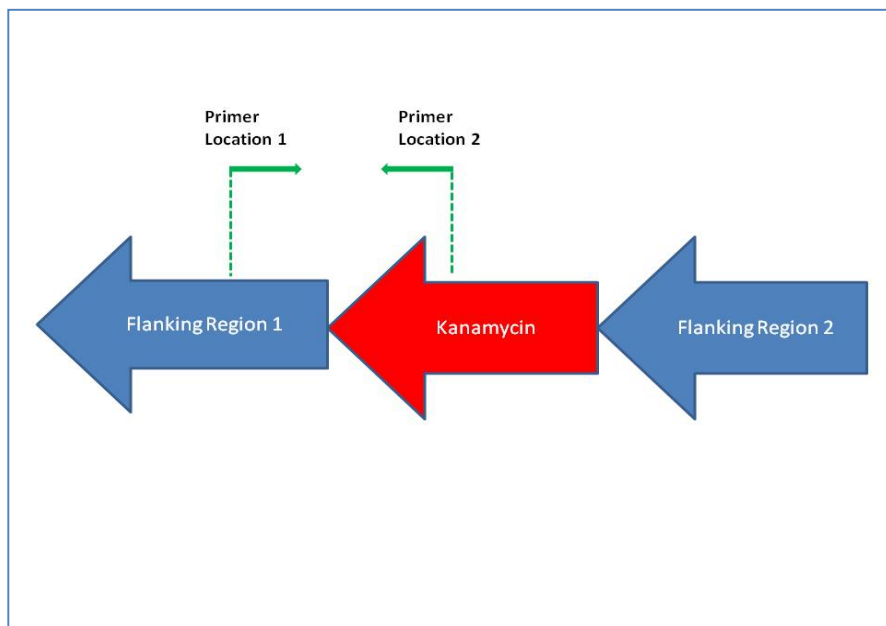 Primer
Location 1
Primer
Location 2
Flanking Region 1
Kanamycin
Flanking Region 2